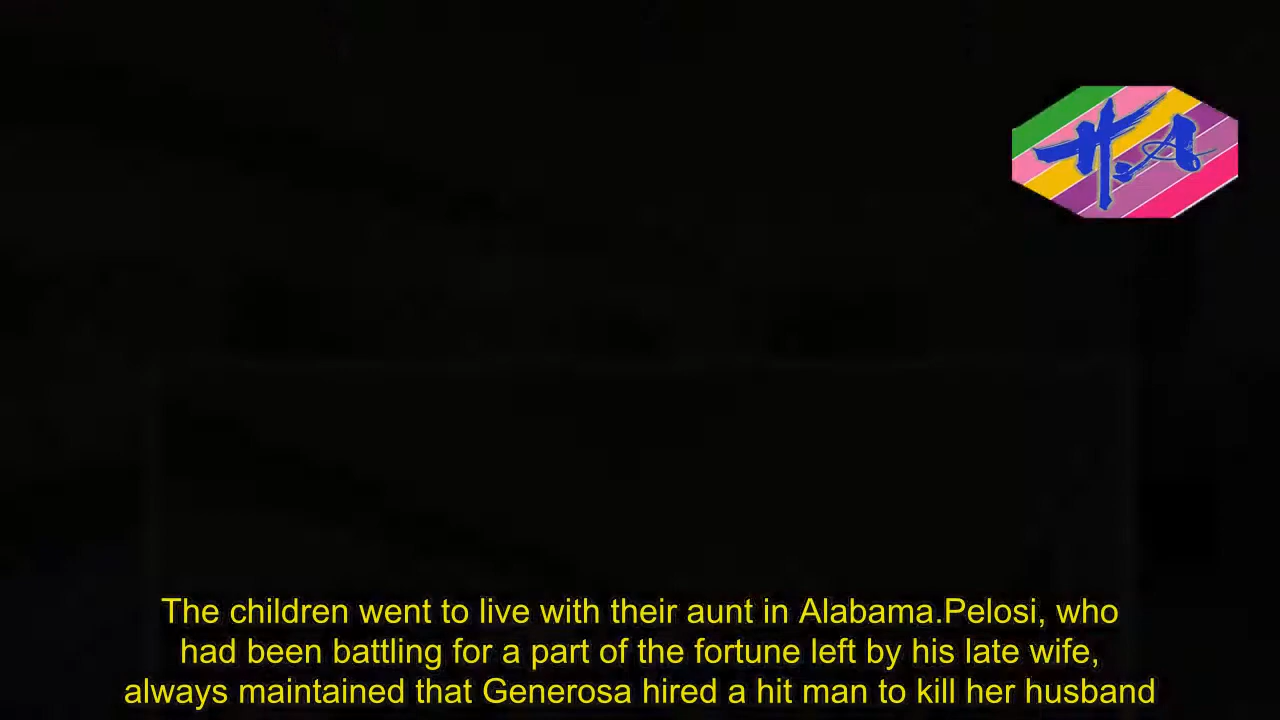 H.A
The children went to live with their aunt in Alabama.Pelosi, who
had been battling for a part of the fortune left by his late wife,
always maintained that Generosa hired a hit man to kill her husband